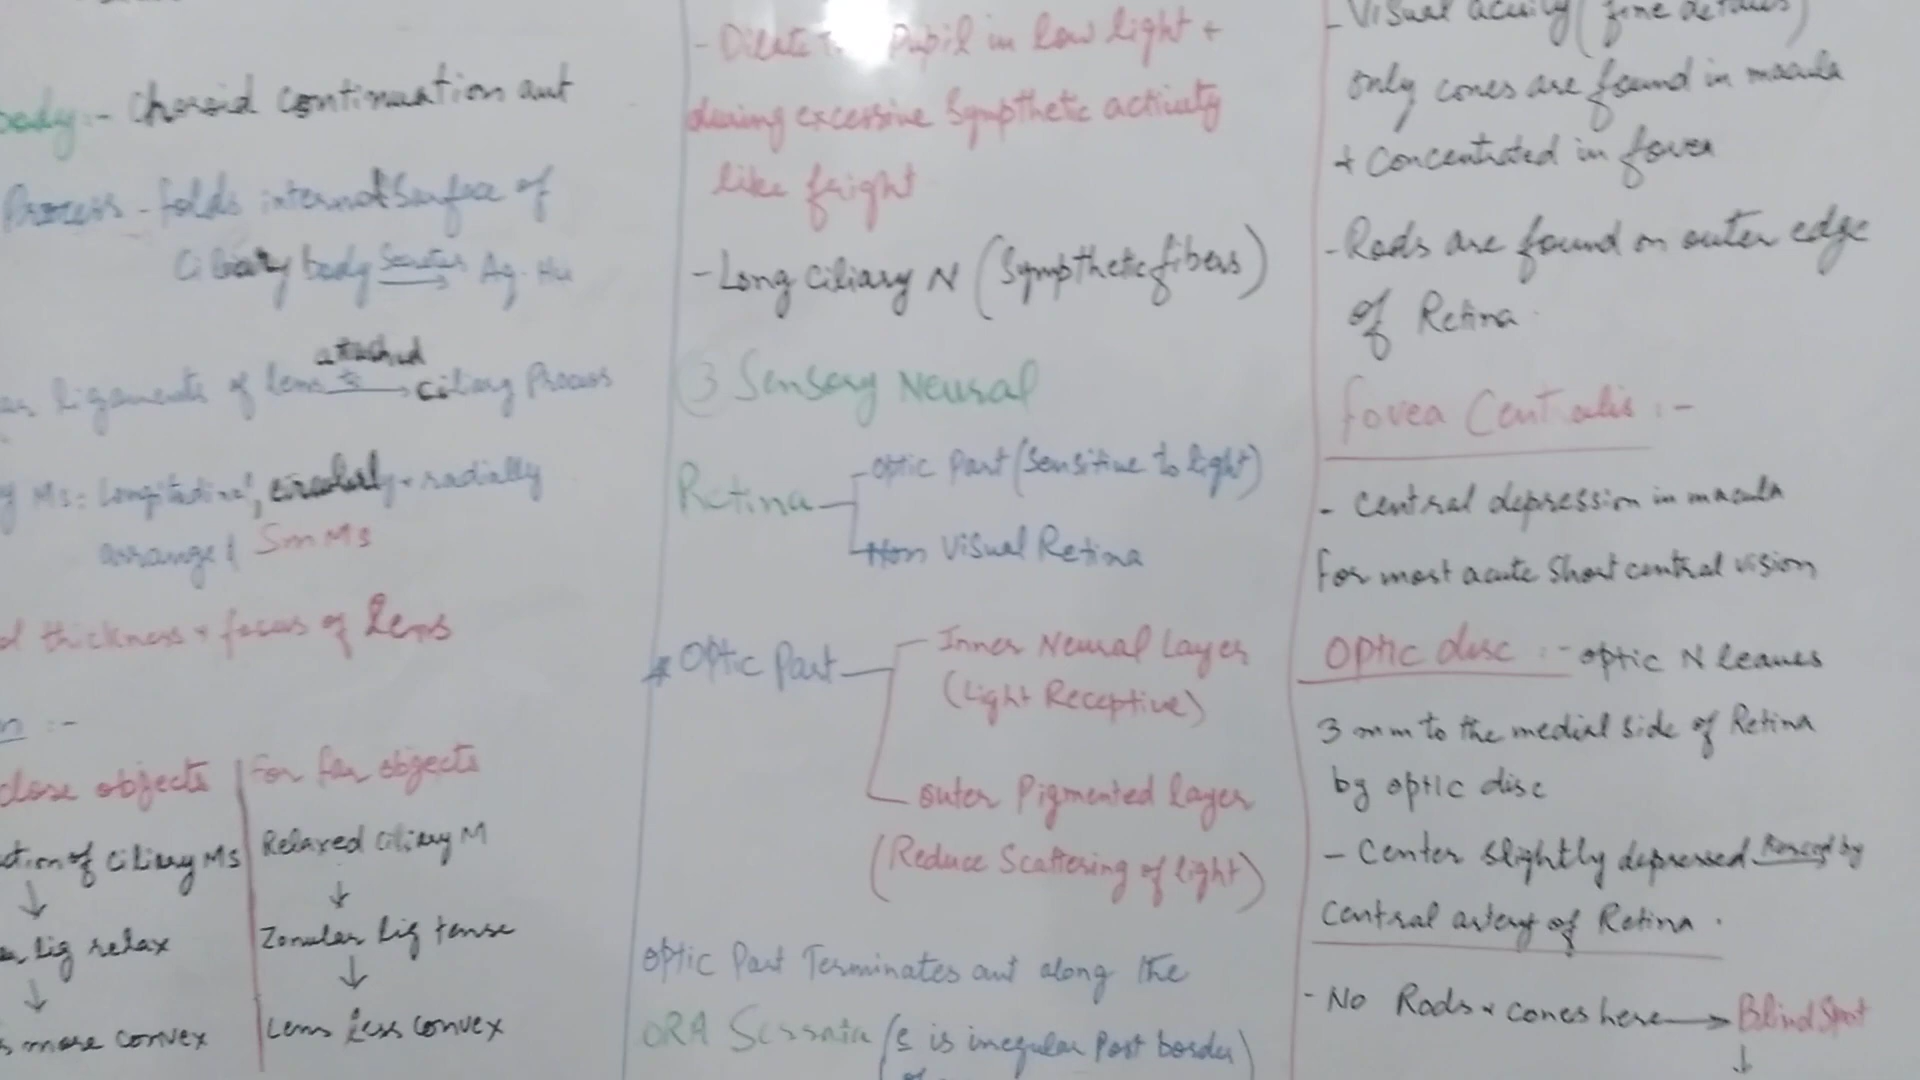 body :- Choroid continuation ant
Process - folds internal Surface of
Ciliary body Ag. Hu
ligaments of lens attached to ciliary Process
Ms: Longitudinal, circularly + radially
arranged Sm Ms
thickness + focus of Lens
close objects
of ciliary Ms
↓
lig relax
↓
more convex
For far objects
Relaxed ciliary M
↓
Zonular Lig tense
↓
Lens less convex
- Dilate Pupil in low light +
during excessive Sympthetic activity
like fright
- Long Ciliary N (Sympthetic fibers)
③ Sensory Neural
Retina
- optic Part (Sensitive to light)
Non Visual Retina
* Optic Part
Inner Neural Layer
(Light Receptive)
outer Pigmented layer
(Reduce Scattering of light)
optic Part Terminates ant along the
ORA Serrata ( is irregular Post border)
- Visual acuity (fine details)
only cones are found in macula
+ Concentrated in fovea
- Rods are found on outer edge
of Retina
Fovea Centralis :-
- Central depression in macula
For most acute Short central vision
Optic disc :- optic N leaves
3 mm to the medial side of Retina
by optic disc
- Center slightly depressed by
Central artery of Retina.
- No Rods + cones here → Blind Spot
↓